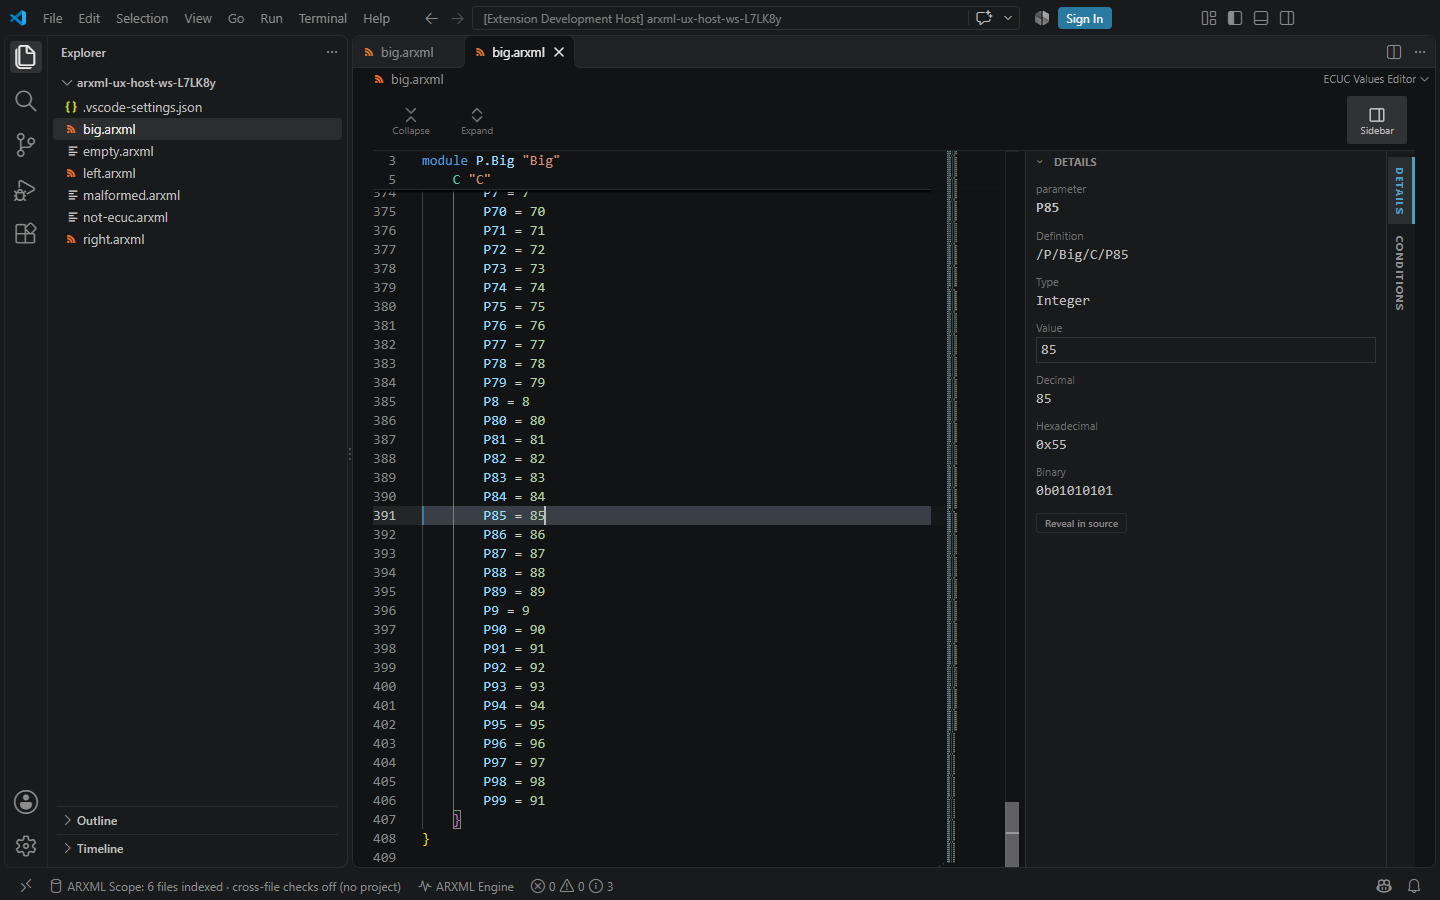 File Edit Selection View Go Run Terminal Help
[Extension Development Host] arxml-ux-host-ws-L7LK8y
Sign In
Explorer
arxml-ux-host-ws-L7LK8y
{} .vscode-settings.json
big.arxml
empty.arxml
left.arxml
malformed.arxml
not-ecuc.arxml
right.arxml
Outline
Timeline
big.arxml
big.arxml
big.arxml
ECUC Values Editor
Collapse
Expand
Sidebar
3 module P.Big "Big"
5 C "C"
374 P7 = 7
375 P70 = 70
376 P71 = 71
377 P72 = 72
378 P73 = 73
379 P74 = 74
380 P75 = 75
381 P76 = 76
382 P77 = 77
383 P78 = 78
384 P79 = 79
385 P8 = 8
386 P80 = 80
387 P81 = 81
388 P82 = 82
389 P83 = 83
390 P84 = 84
391 P85 = 85
392 P86 = 86
393 P87 = 87
394 P88 = 88
395 P89 = 89
396 P9 = 9
397 P90 = 90
398 P91 = 91
399 P92 = 92
400 P93 = 93
401 P94 = 94
402 P95 = 95
403 P96 = 96
404 P97 = 97
405 P98 = 98
406 P99 = 91
407 }
408 }
409
DETAILS
parameter
P85
Definition
/P/Big/C/P85
Type
Integer
Value
85
Decimal
85
Hexadecimal
0x55
Binary
0b01010101
Reveal in source
DETAILS
CONDITIONS
ARXML Scope: 6 files indexed · cross-file checks off (no project)
ARXML Engine
0 0 3